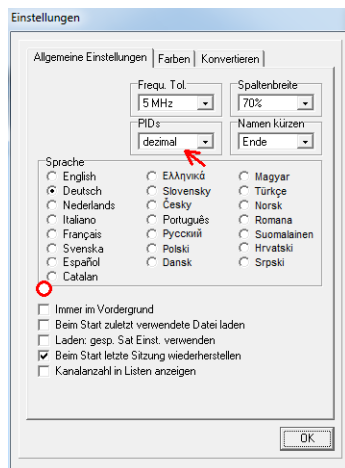 Einstellungen
Allgemeine Einstellungen Farben Konvertieren
Frequ. Tol. Spaltenbreite
5 MHz 70%
PIDs Namen kürzen
dezimal Ende
Sprache
English Ελληνικά Magyar
Deutsch Slovensky Türkçe
Nederlands Česky Norsk
Italiano Português Romana
Français Русский Suomalainen
Svenska Polski Hrvatski
Español Dansk Srpski
Catalan
Immer im Vordergrund
Beim Start zuletzt verwendete Datei laden
Laden: gesp. Sat Einst. verwenden
Beim Start letzte Sitzung wiederherstellen
Kanalanzahl in Listen anzeigen
OK